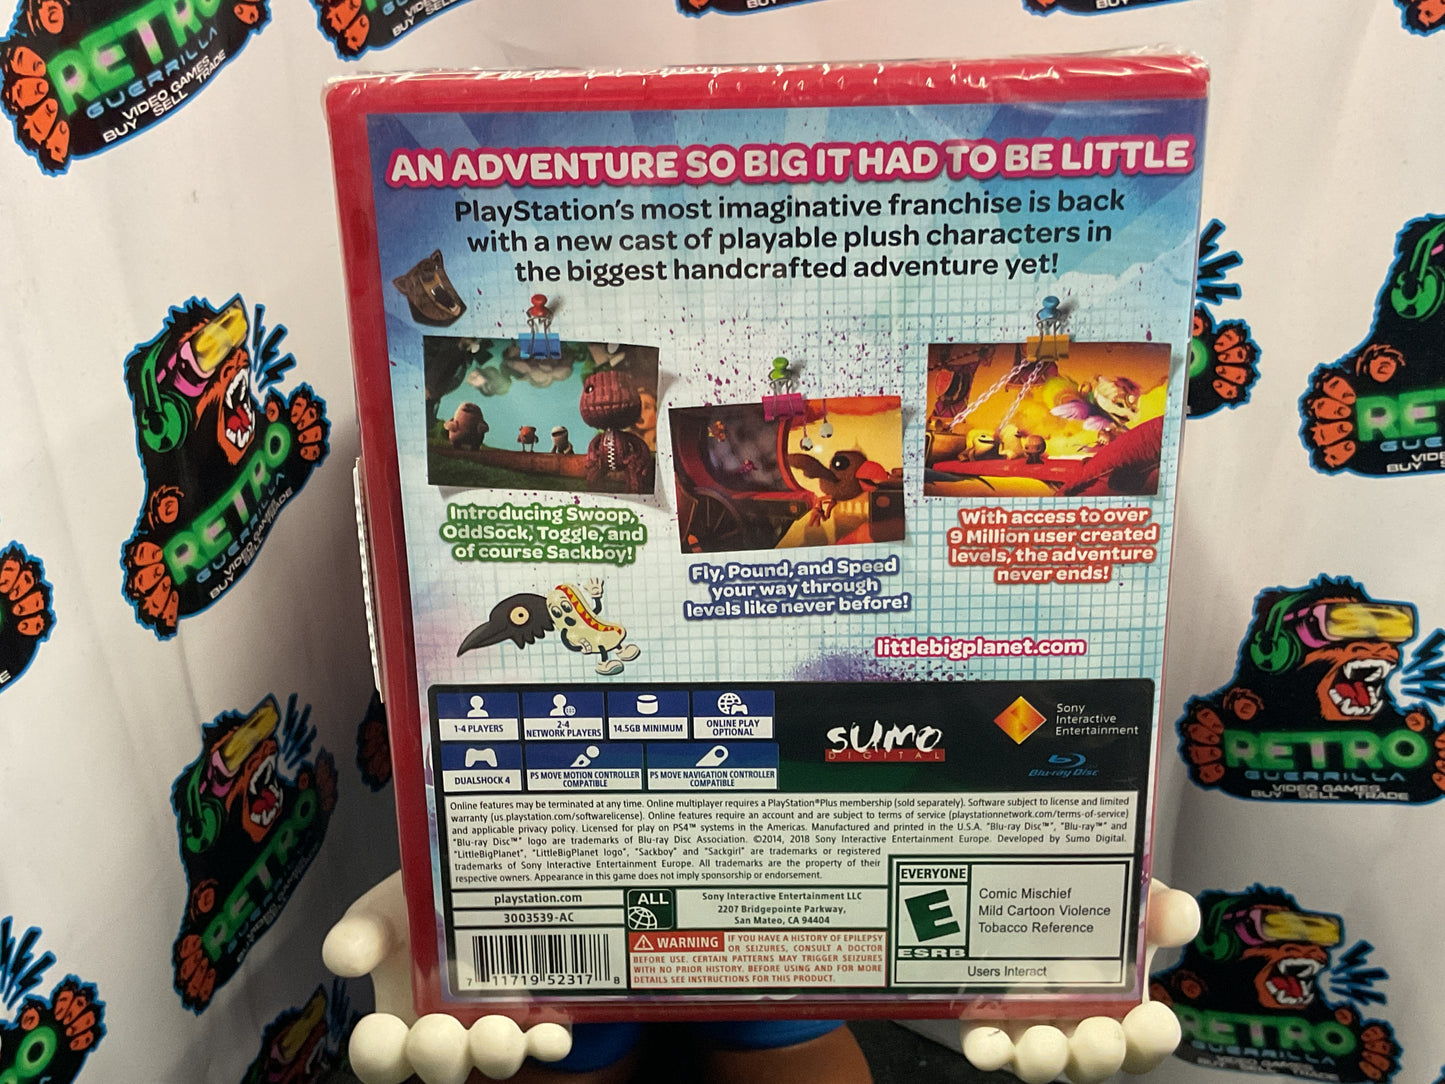 AN ADVENTURE SO BIG IT HAD TO BE LITTLE
PlayStation's most imaginative franchise is back
with a new cast of playable plush characters in
the biggest handcrafted adventure yet!
Introducing Swoop,
OddSock, Toggle, and
of course Sackboy!
Fly, Pound, and Speed
your way through
levels like never before!
With access to over
9 Million user created
levels, the adventure
never ends!
littlebigplanet.com
1-4 PLAYERS
2-4
NETWORK PLAYERS
14.5GB MINIMUM
ONLINE PLAY
OPTIONAL
DUALSHOCK 4
PS MOVE MOTION CONTROLLER
COMPATIBLE
PS MOVE NAVIGATION CONTROLLER
COMPATIBLE
SUMO
DIGITAL
Sony
Interactive
Entertainment
Blu-ray Disc
Online features may be terminated at any time. Online multiplayer requires a PlayStation®Plus membership (sold separately). Software subject to license and limited
warranty (us.playstation.com/softwarelicense). Online features require an account and are subject to terms of service (playstationnetwork.com/terms-of-service)
and applicable privacy policy. Licensed for play on PS4™ systems in the Americas. Manufactured and printed in the U.S.A. "Blu-ray Disc™", "Blu-ray™" and
"Blu-ray Disc™" logo are trademarks of Blu-ray Disc Association. ©2014, 2018 Sony Interactive Entertainment Europe. Developed by Sumo Digital.
"LittleBigPlanet", "LittleBigPlanet logo", "Sackboy" and "Sackgirl" are trademarks or registered
trademarks of Sony Interactive Entertainment Europe. All trademarks are the property of their
respective owners. Appearance in this game does not imply sponsorship or endorsement.
playstation.com
3003539-AC
7 11719 52317 8
ALL
Sony Interactive Entertainment LLC
2207 Bridgepointe Parkway,
San Mateo, CA 94404
WARNING
IF YOU HAVE A HISTORY OF EPILEPSY
OR SEIZURES, CONSULT A DOCTOR
BEFORE USE. CERTAIN PATTERNS MAY TRIGGER SEIZURES
WITH NO PRIOR HISTORY. BEFORE USING AND FOR MORE
DETAILS SEE INSTRUCTIONS FOR THIS PRODUCT.
EVERYONE
E
ESRB
Comic Mischief
Mild Cartoon Violence
Tobacco Reference
Users Interact
RETRO
GUERRILLA
VIDEO GAMES
BUY SELL TRADE
RETRO
GUERRILLA
VIDEO GAMES
BUY SELL TRADE
RETRO
GUERRILLA
VIDEO GAMES
BUY SELL TRADE